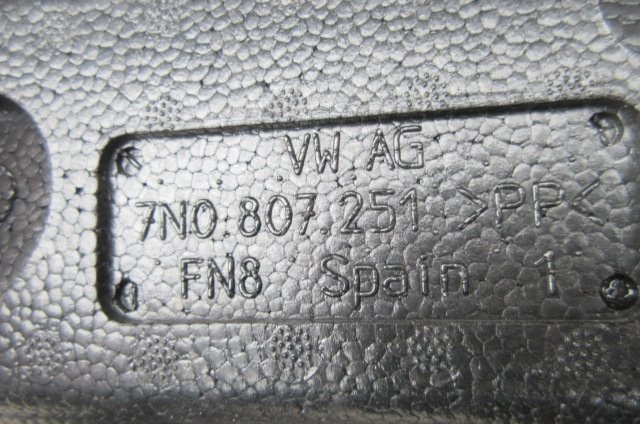 VW AG
7N0.807.251 >PP<
FN8 Spain 1